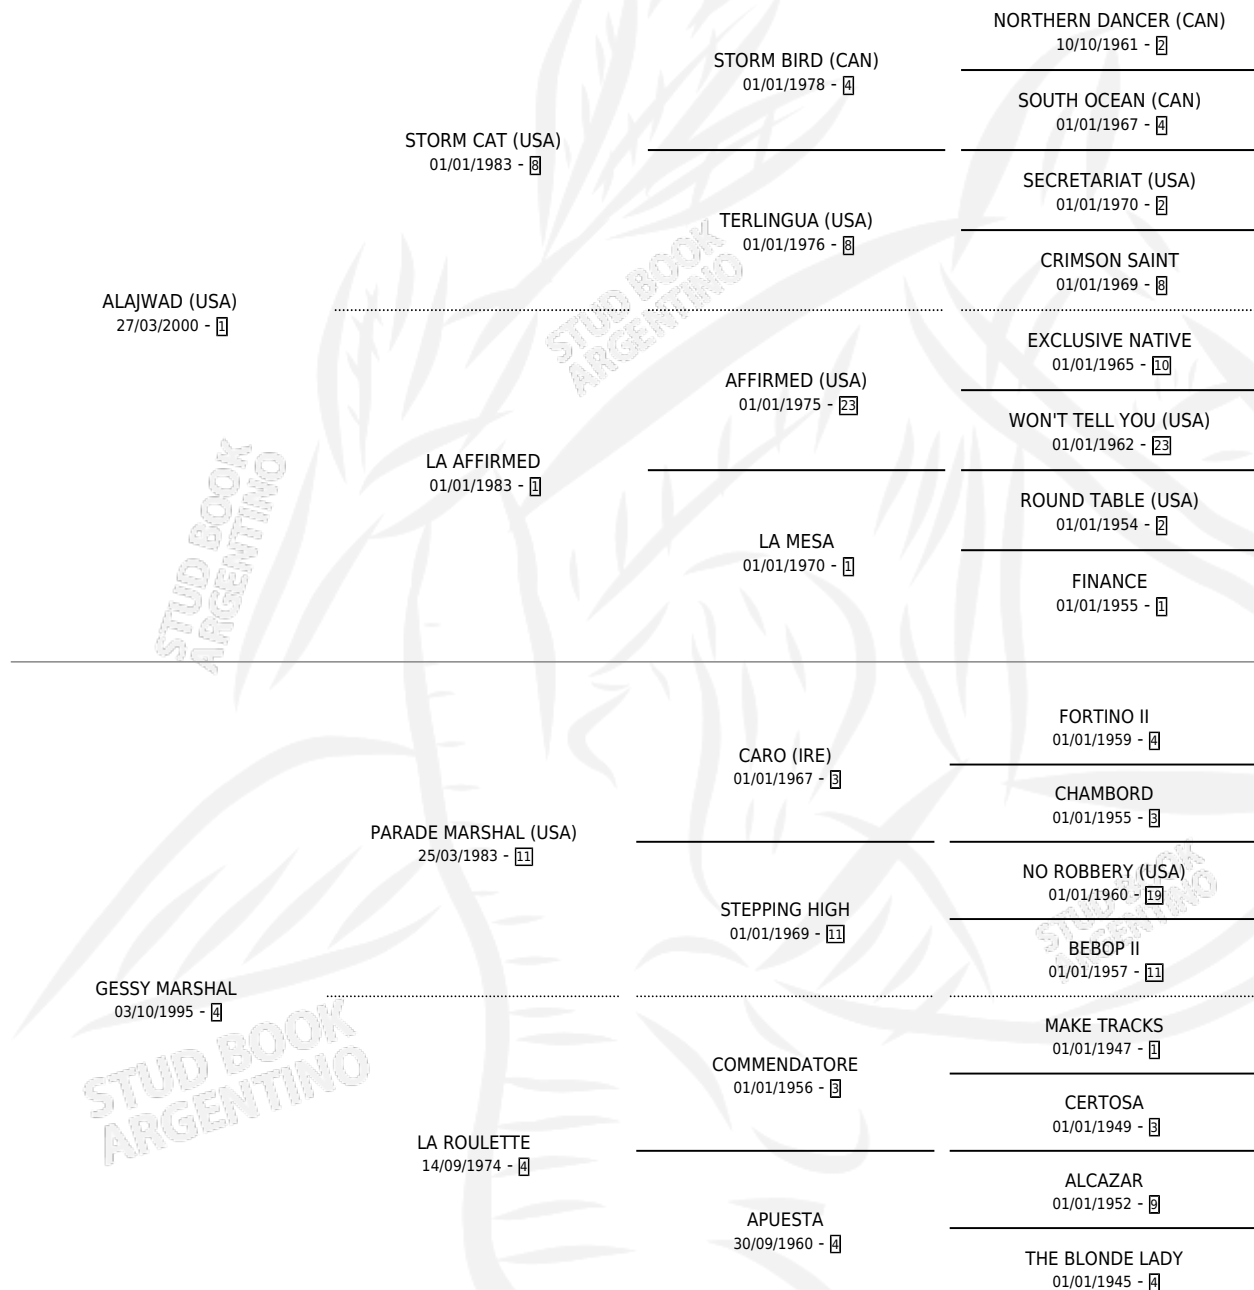 NORTHERN DANCER (CAN)
10/10/1961 - 2
STORM BIRD (CAN)
01/01/1978 - 4
SOUTH OCEAN (CAN)
01/01/1967 - 4
STORM CAT (USA)
01/01/1983 - 8
SECRETARIAT (USA)
01/01/1970 - 2
TERLINGUA (USA)
01/01/1976 - 8
CRIMSON SAINT
01/01/1969 - 8
ALAJWAD (USA)
27/03/2000 - 1
EXCLUSIVE NATIVE
01/01/1965 - 10
AFFIRMED (USA)
01/01/1975 - 23
WON'T TELL YOU (USA)
01/01/1962 - 23
LA AFFIRMED
01/01/1983 - 1
ROUND TABLE (USA)
01/01/1954 - 2
LA MESA
01/01/1970 - 1
FINANCE
01/01/1955 - 1
FORTINO II
01/01/1959 - 4
CARO (IRE)
01/01/1967 - 3
CHAMBORD
01/01/1955 - 3
PARADE MARSHAL (USA)
25/03/1983 - 11
NO ROBBERY (USA)
01/01/1960 - 19
STEPPING HIGH
01/01/1969 - 11
BEBOP II
01/01/1957 - 11
GESSY MARSHAL
03/10/1995 - 4
MAKE TRACKS
01/01/1947 - 1
COMMENDATORE
01/01/1956 - 3
CERTOSA
01/01/1949 - 3
LA ROULETTE
14/09/1974 - 4
ALCAZAR
01/01/1952 - 9
APUESTA
30/09/1960 - 4
THE BLONDE LADY
01/01/1945 - 4
STUD BOOK
ARGENTINO
STUD BOOK
ARGENTINO
STUD BOOK
ARGENTINO
STUD BOOK
ARGENTINO